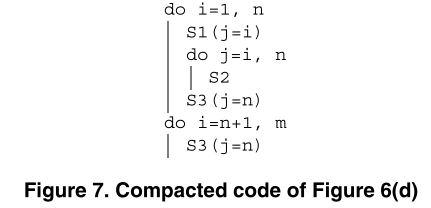 do i=1, n
S1(j=i)
do j=i, n
S2
S3(j=n)
do i=n+1, m
S3(j=n)
Figure 7. Compacted code of Figure 6(d)